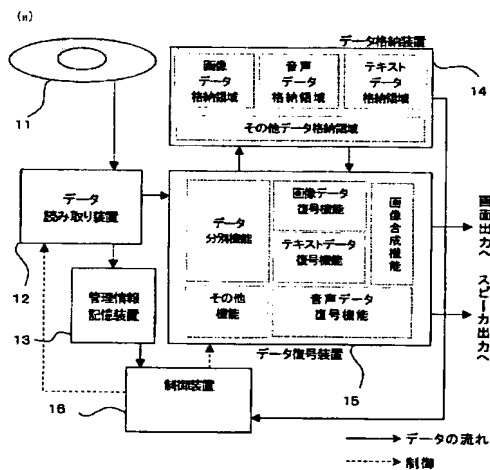 (a)
データ格納装置
画像
データ
格納領域
音声
データ
格納領域
テキスト
データ
格納領域
その他データ格納領域
14
11
データ
読み取り装置
12
データ
分別機能
画像データ
復号機能
テキストデータ
復号機能
画像合成機能
その他
機能
音声データ
復号機能
データ復号装置
15
画面出力へ
スピーカ出力へ
管理情報
記憶装置
13
制御装置
16
データの流れ
制御